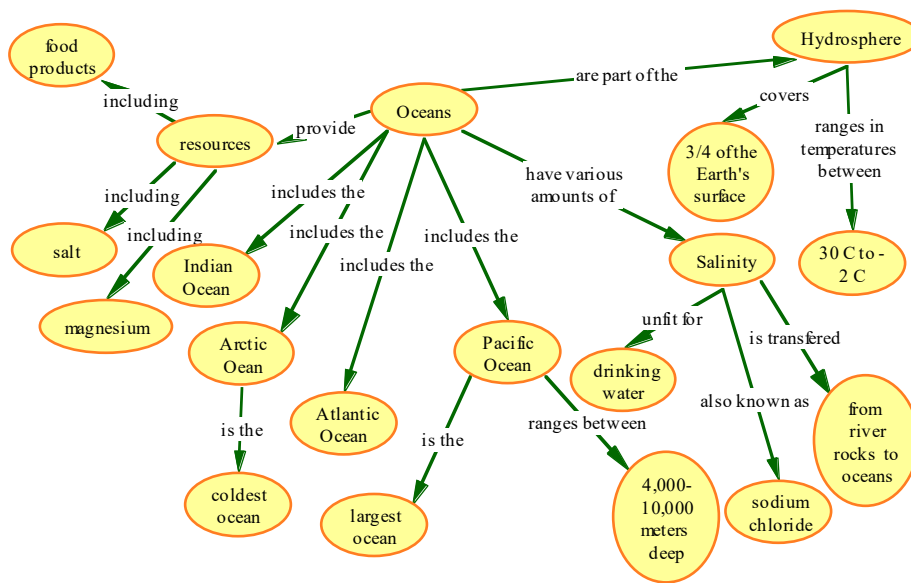 food
products
Hydrosphere
are part of the
including
covers
Oceans
provide
resources
ranges in
temperatures
between
3/4 of the
Earth's
surface
have various
amounts of
including
includes the
including
includes the
includes the
includes the
salt
Indian
Ocean
Salinity
30 C to -
2 C
magnesium
unfit for
is transfered
Arctic
Ocean
Pacific
Ocean
drinking
water
also known as
Atlantic
Ocean
from
river
rocks to
oceans
is the
is the
ranges between
coldest
ocean
largest
ocean
4,000-
10,000
meters
deep
sodium
chloride